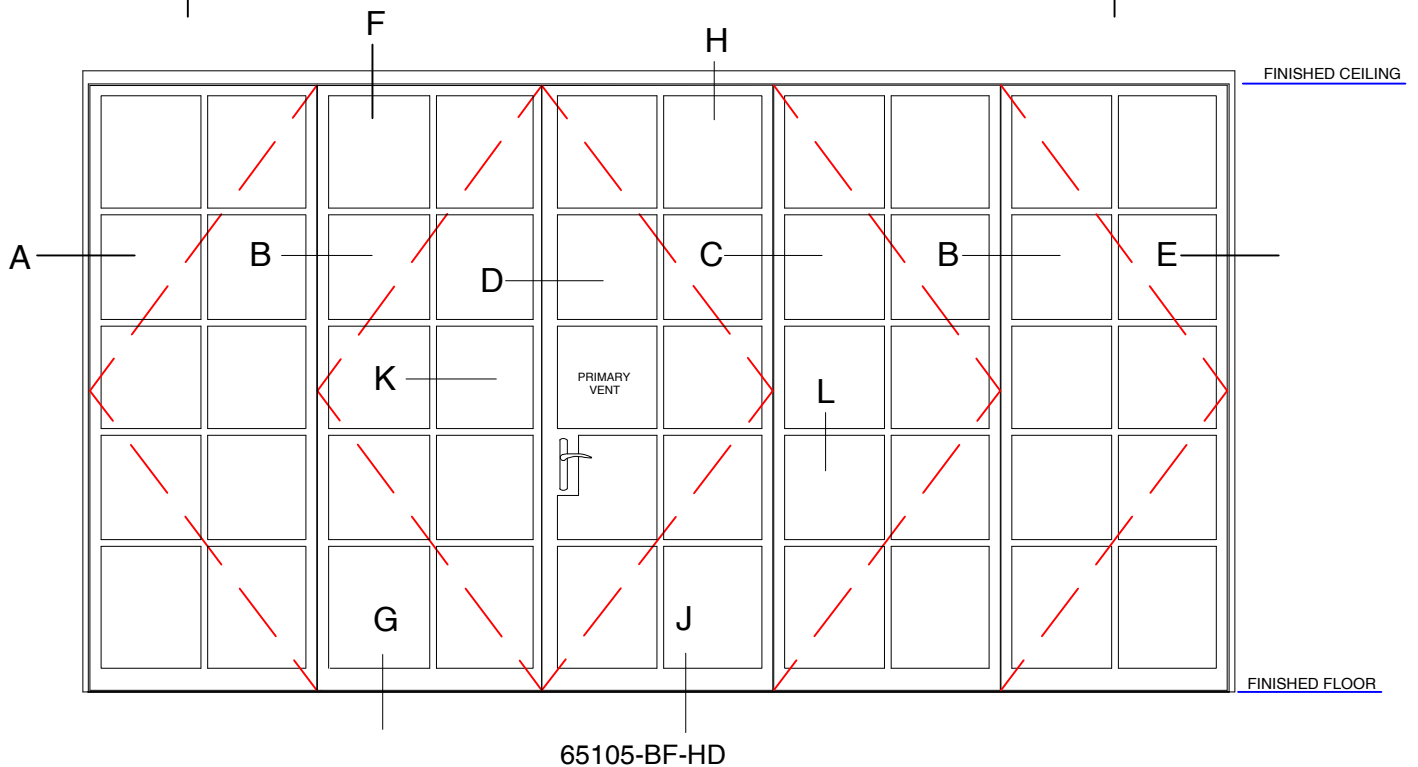 F
H
FINISHED CEILING
A
B
D
C
B
E
K
PRIMARY
VENT
L
G
J
FINISHED FLOOR
65105-BF-HD